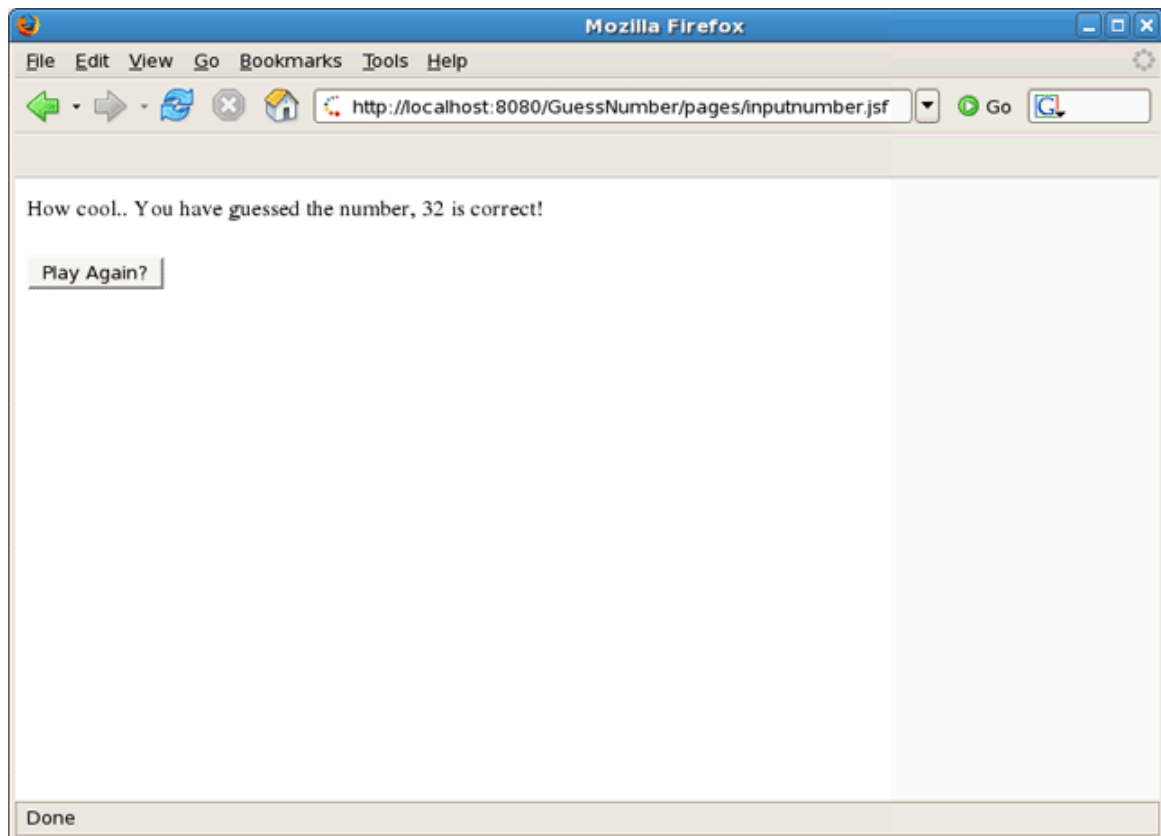 Mozilla Firefox
File Edit View Go Bookmarks Tools Help
http://localhost:8080/GuessNumber/pages/inputnumber.jsf Go G
How cool.. You have guessed the number, 32 is correct!
Play Again?
Done